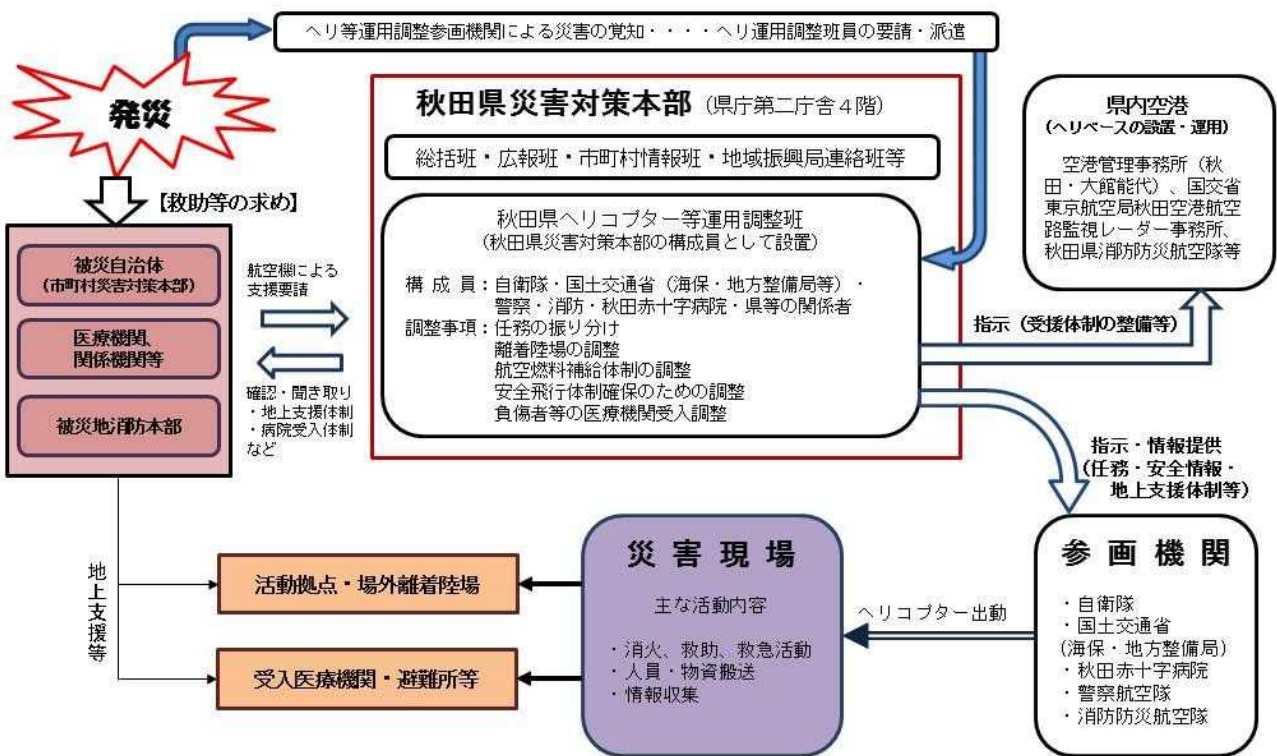 ヘリ等運用調整参画機関による災害の覚知・・・・ヘリ運用調整班員の要請・派遣
発災
【救助等の求め】
被災自治体
(市町村災害対策本部)
医療機関、
関係機関等
被災地消防本部
航空機による
支援要請
確認・聞き取り
・地上支援体制
・病院受入体制
など
秋田県災害対策本部（県庁第二庁舎４階）
総括班・広報班・市町村情報班・地域振興局連絡班等
秋田県ヘリコプター等運用調整班
(秋田県災害対策本部の構成員として設置)
構 成 員：自衛隊・国土交通省（海保・地方整備局等）・
警察・消防・秋田赤十字病院・県等の関係者
調整事項：任務の振り分け
離着陸場の調整
航空燃料補給体制の調整
安全飛行体制確保のための調整
負傷者等の医療機関受入調整
県内空港
(ヘリベースの設置・運用)
空港管理事務所（秋
田・大館能代）、国交省
東京航空局秋田空港航空
路監視レーダー事務所、
秋田県消防防災航空隊等
指示（受援体制の整備等）
指示・情報提供
(任務・安全情報・
地上支援体制等)
参 画 機 関
・自衛隊
・国土交通省
(海保・地方整備局)
・秋田赤十字病院
・警察航空隊
・消防防災航空隊
ヘリコプター出動
災 害 現 場
主な活動内容
・消火、救助、救急活動
・人員・物資搬送
・情報収集
活動拠点・場外離着陸場
受入医療機関・避難所等
地上支援等